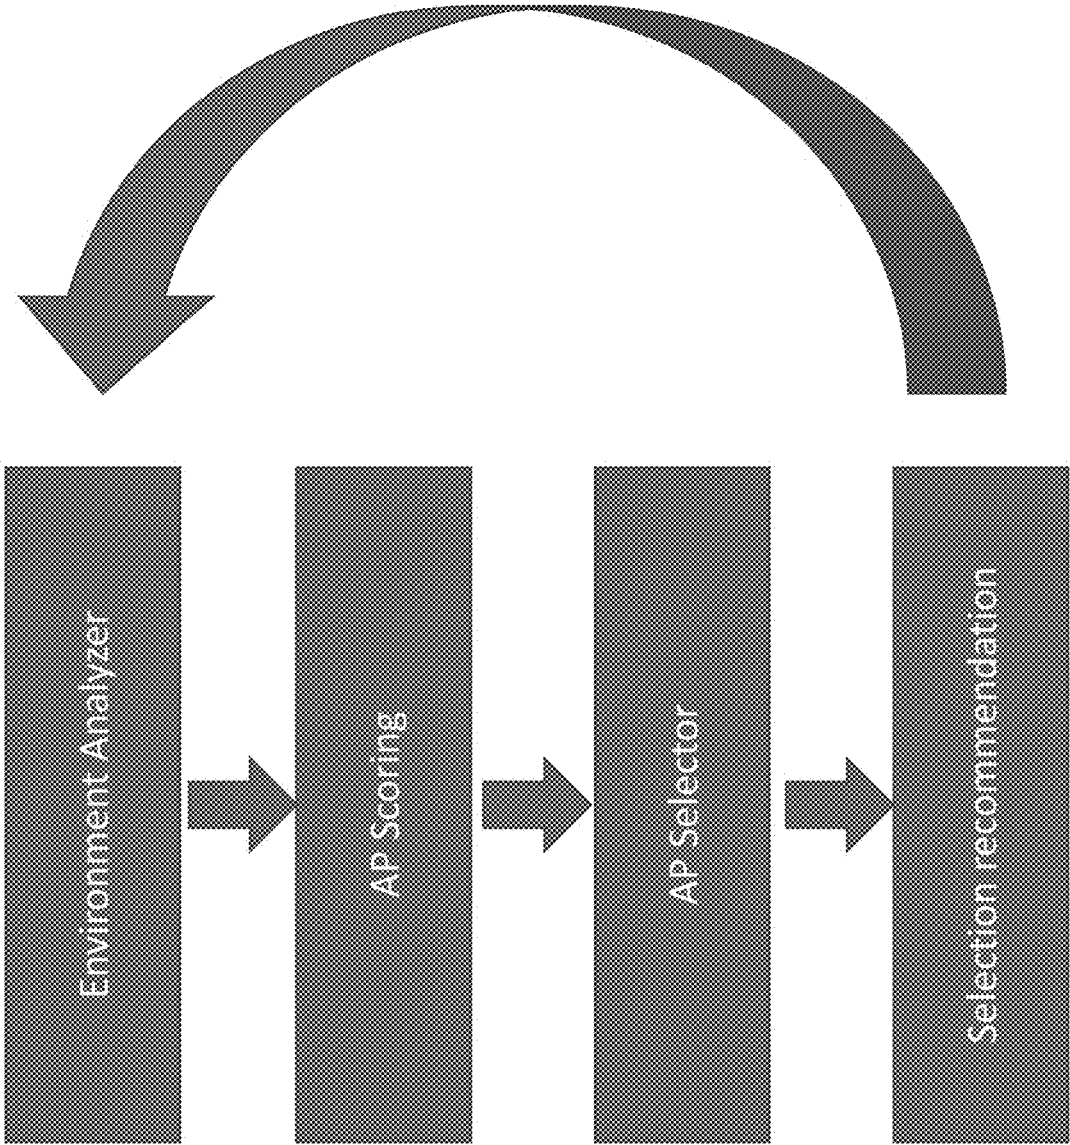 Environment Analyzer
AP Scoring
AP Selector
Selection recommendation